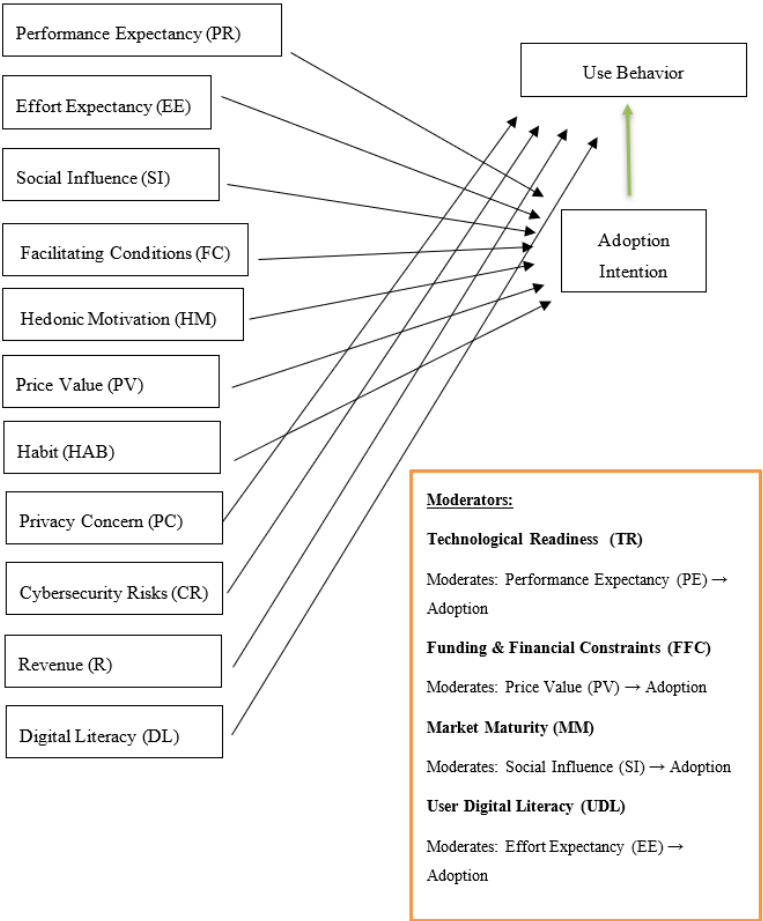 Performance Expectancy (PR)
Effort Expectancy (EE)
Social Influence (SI)
Facilitating Conditions (FC)
Hedonic Motivation (HM)
Price Value (PV)
Habit (HAB)
Privacy Concern (PC)
Cybersecurity Risks (CR)
Revenue (R)
Digital Literacy (DL)
Use Behavior
Adoption
Intention
Moderators:
Technological Readiness (TR)
Moderates: Performance Expectancy (PE) →
Adoption
Funding & Financial Constraints (FFC)
Moderates: Price Value (PV) → Adoption
Market Maturity (MM)
Moderates: Social Influence (SI) → Adoption
User Digital Literacy (UDL)
Moderates: Effort Expectancy (EE) →
Adoption